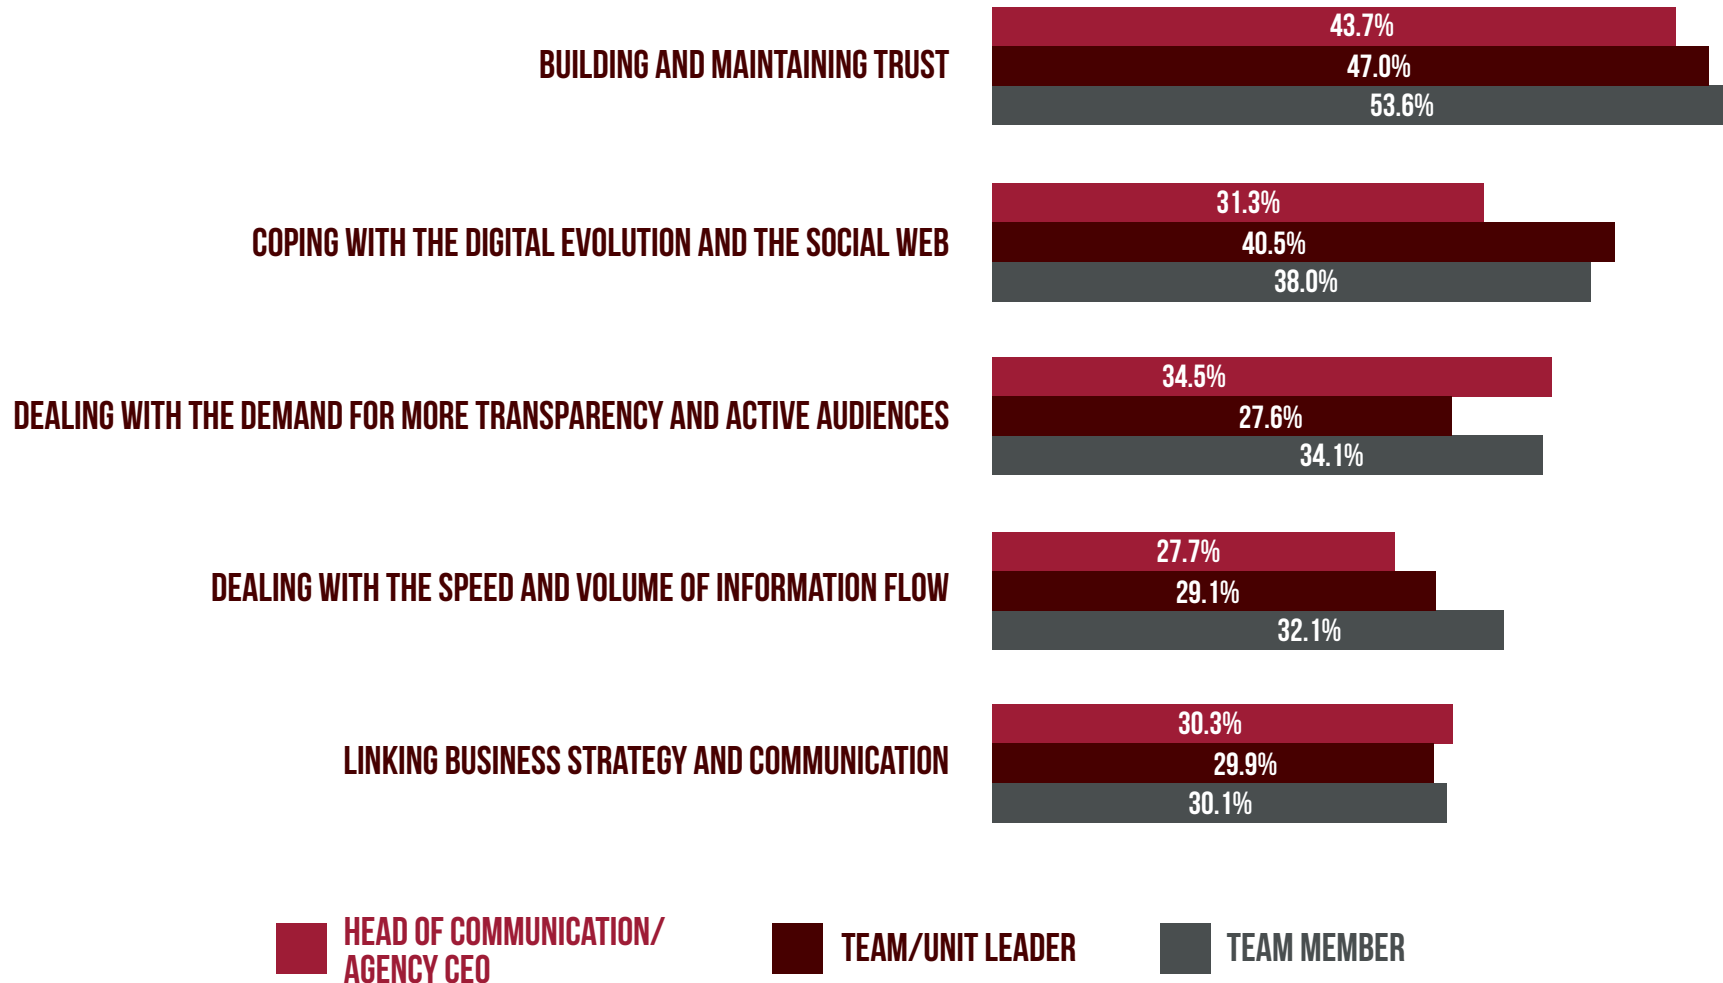 43.7%
BUILDING AND MAINTAINING TRUST
47.0%
53.6%
31.3%
COPING WITH THE DIGITAL EVOLUTION AND THE SOCIAL WEB
40.5%
38.0%
34.5%
DEALING WITH THE DEMAND FOR MORE TRANSPARENCY AND ACTIVE AUDIENCES
27.6%
34.1%
27.7%
DEALING WITH THE SPEED AND VOLUME OF INFORMATION FLOW
29.1%
32.1%
30.3%
LINKING BUSINESS STRATEGY AND COMMUNICATION
29.9%
30.1%
HEAD OF COMMUNICATION/
AGENCY CEO
TEAM/UNIT LEADER
TEAM MEMBER